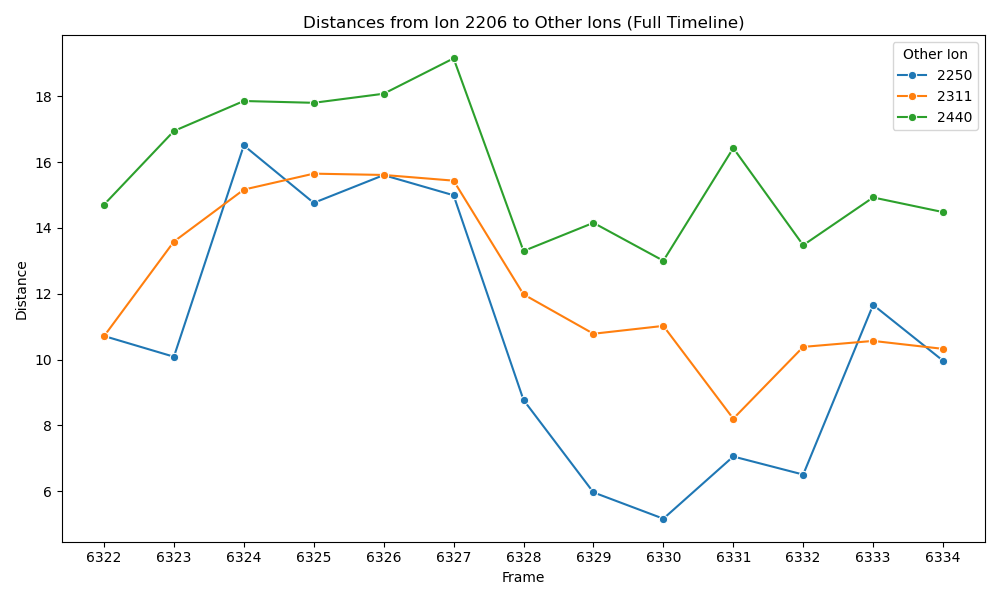 Distances from Ion 2206 to Other Ions (Full Timeline)
Other Ion
2250
2311
2440
Distance
18
16
14
12
10
8
6
6322 6323 6324 6325 6326 6327 6328 6329 6330 6331 6332 6333 6334
Frame